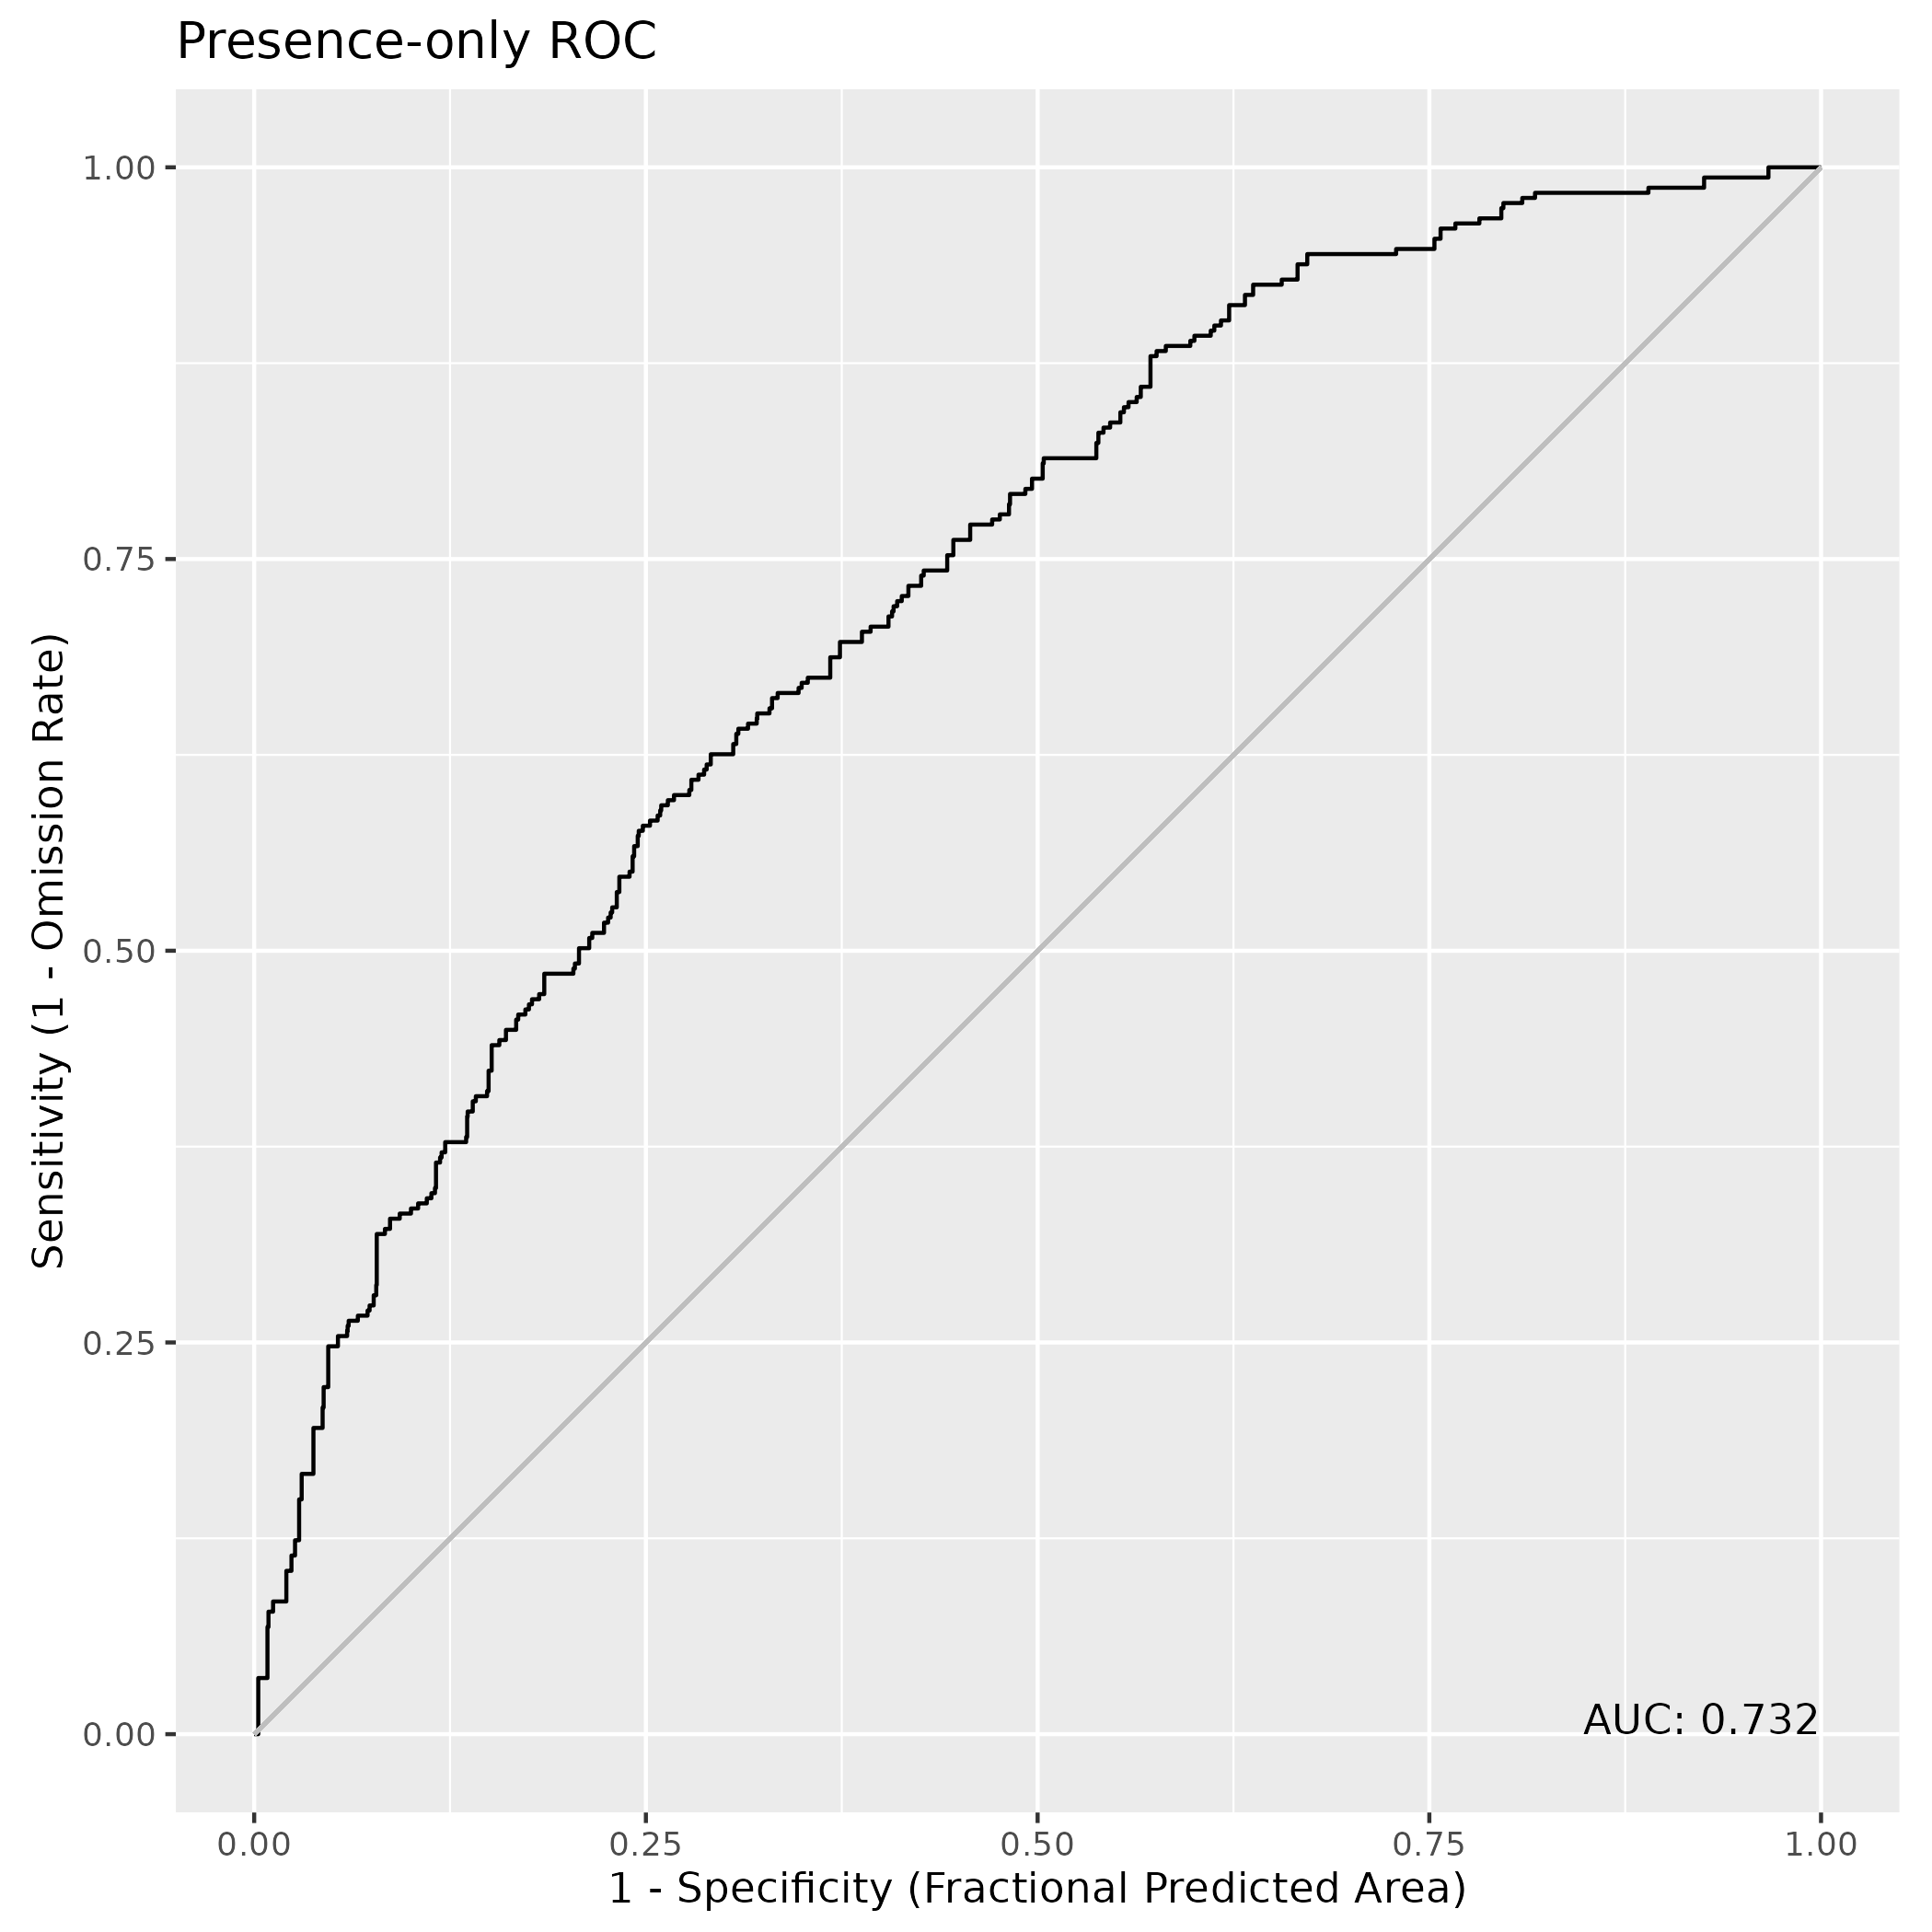 Presence-only ROC
Sensitivity (1 - Omission Rate)
1.00
0.75
0.50
0.25
0.00
AUC: 0.732
0.00 0.25 0.50 0.75 1.00
1 - Specificity (Fractional Predicted Area)